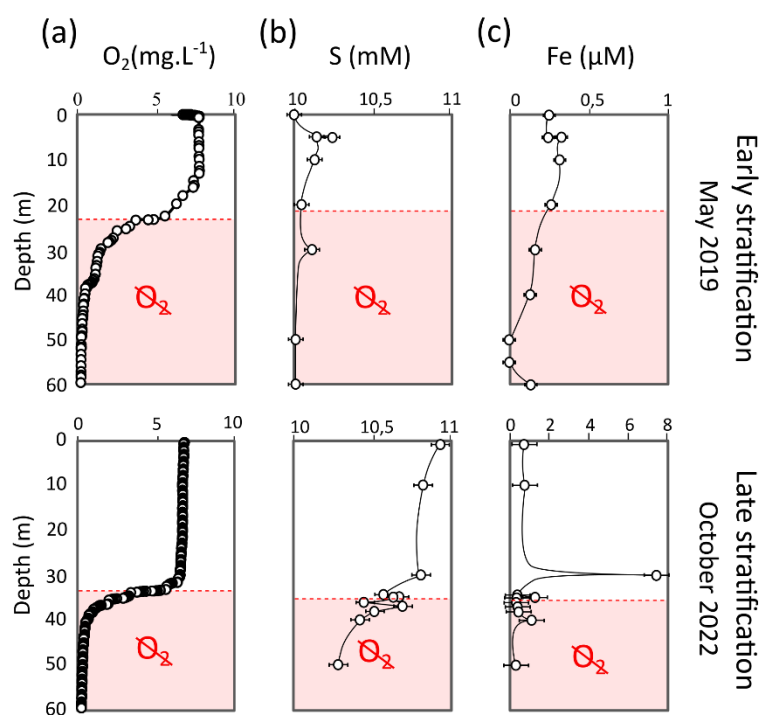 (a) (b) (c)
O₂(mg.L⁻¹) S (mM) Fe (µM)
0 5 10 10 10,5 11 0 0,5 1
0
10
20
30
40
50
60
Depth (m)
O₂ O₂ O₂
Early stratification
May 2019
0 5 10 10 10,5 11 0 2 4 6 8
0
10
20
30
40
50
60
Depth (m)
O₂ O₂ O₂
Late stratification
October 2022